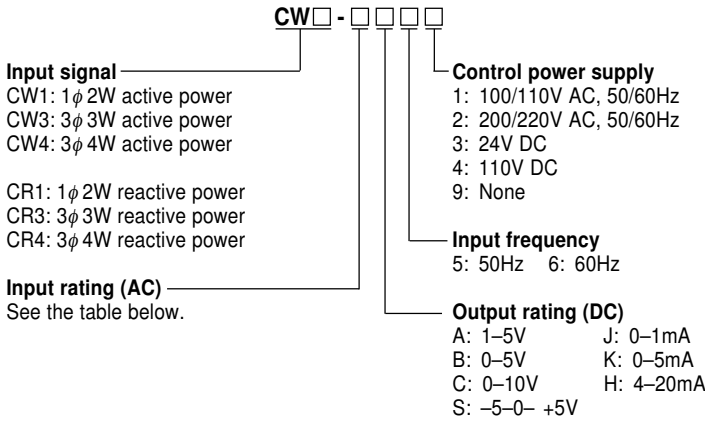 CW□ - □ □ □ □
Input signal
CW1: 1ϕ 2W active power
CW3: 3ϕ 3W active power
CW4: 3ϕ 4W active power
CR1: 1ϕ 2W reactive power
CR3: 3ϕ 3W reactive power
CR4: 3ϕ 4W reactive power
Input rating (AC)
See the table below.
Control power supply
1: 100/110V AC, 50/60Hz
2: 200/220V AC, 50/60Hz
3: 24V DC
4: 110V DC
9: None
Input frequency
5: 50Hz 6: 60Hz
Output rating (DC)
A: 1–5V J: 0–1mA
B: 0–5V K: 0–5mA
C: 0–10V H: 4–20mA
S: –5–0– +5V